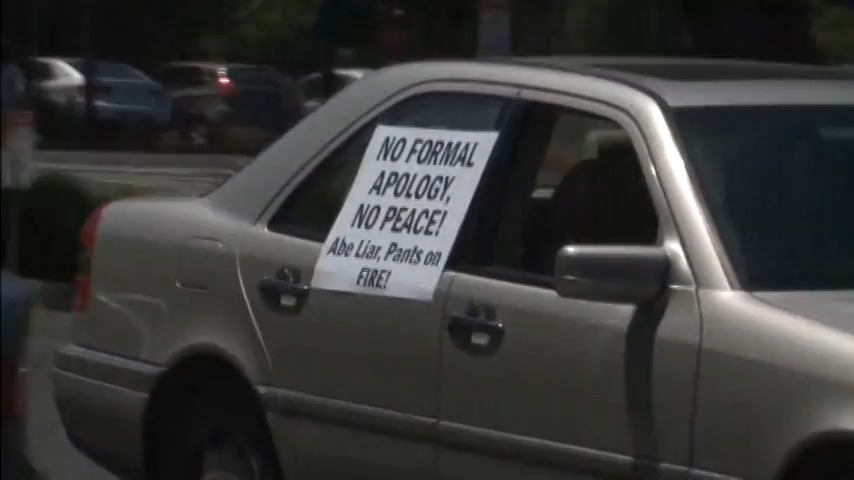 NO FORMAL
APOLOGY,
NO PEACE!
Abe Liar, Pants on
FIRE!